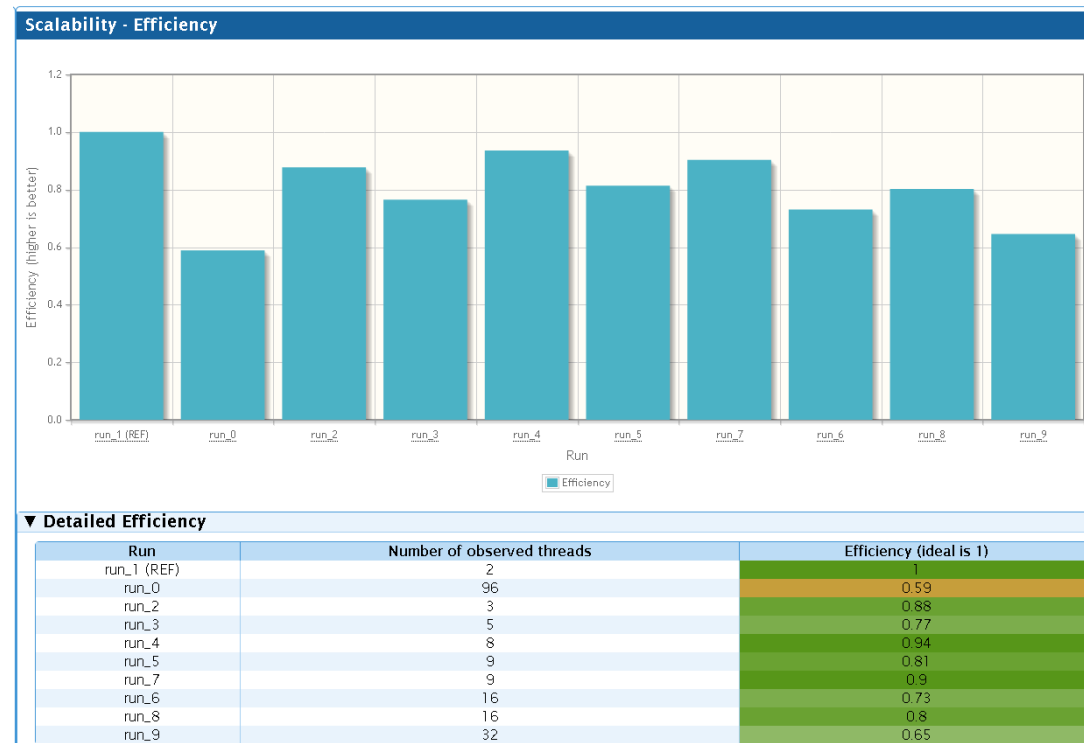 Scalability - Efficiency
1.2
1.0
0.8
0.6
0.4
0.2
0.0
Efficiency (higher is better)
run_1 (REF) run_0 run_2 run_3 run_4 run_5 run_7 run_6 run_8 run_9
Run
Efficiency
▼ Detailed Efficiency
Run Number of observed threads Efficiency (ideal is 1)
run_1 (REF) 2 1
run_0 96 0.59
run_2 3 0.88
run_3 5 0.77
run_4 8 0.94
run_5 9 0.81
run_7 9 0.9
run_6 16 0.73
run_8 16 0.8
run_9 32 0.65